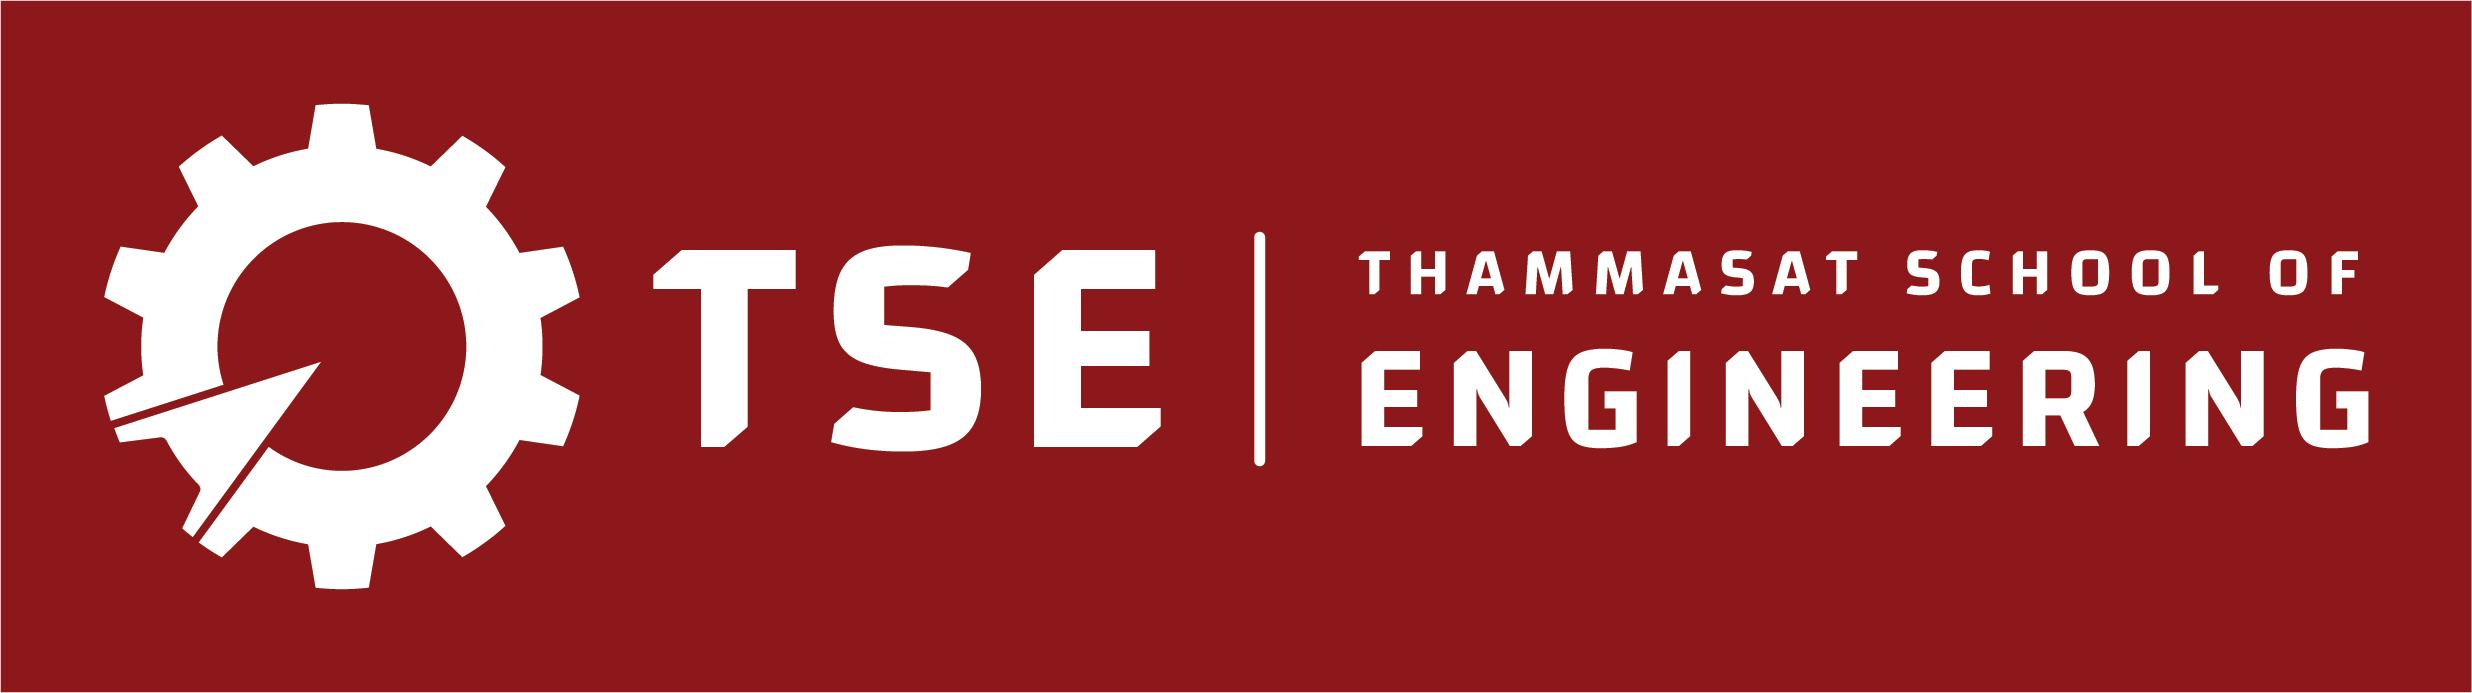 TSE
THAMMASAT SCHOOL OF
ENGINEERING